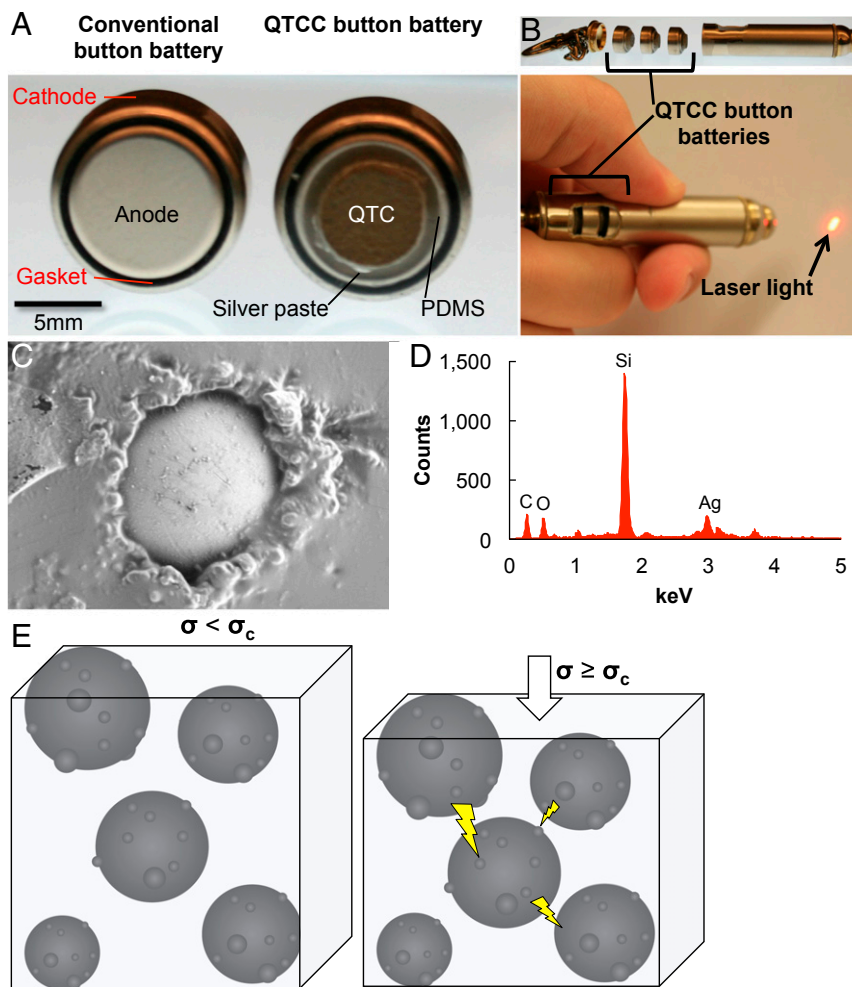 A
Conventional
button battery
QTCC button battery
Cathode
Anode
Gasket
5mm
QTC
Silver paste
PDMS
B
QTCC button
batteries
Laser light
C
D
1,500
1,000
500
0
Counts
Si
C
O
Ag
0
1
2
3
4
5
keV
E
σ < σc
σ ≥ σc